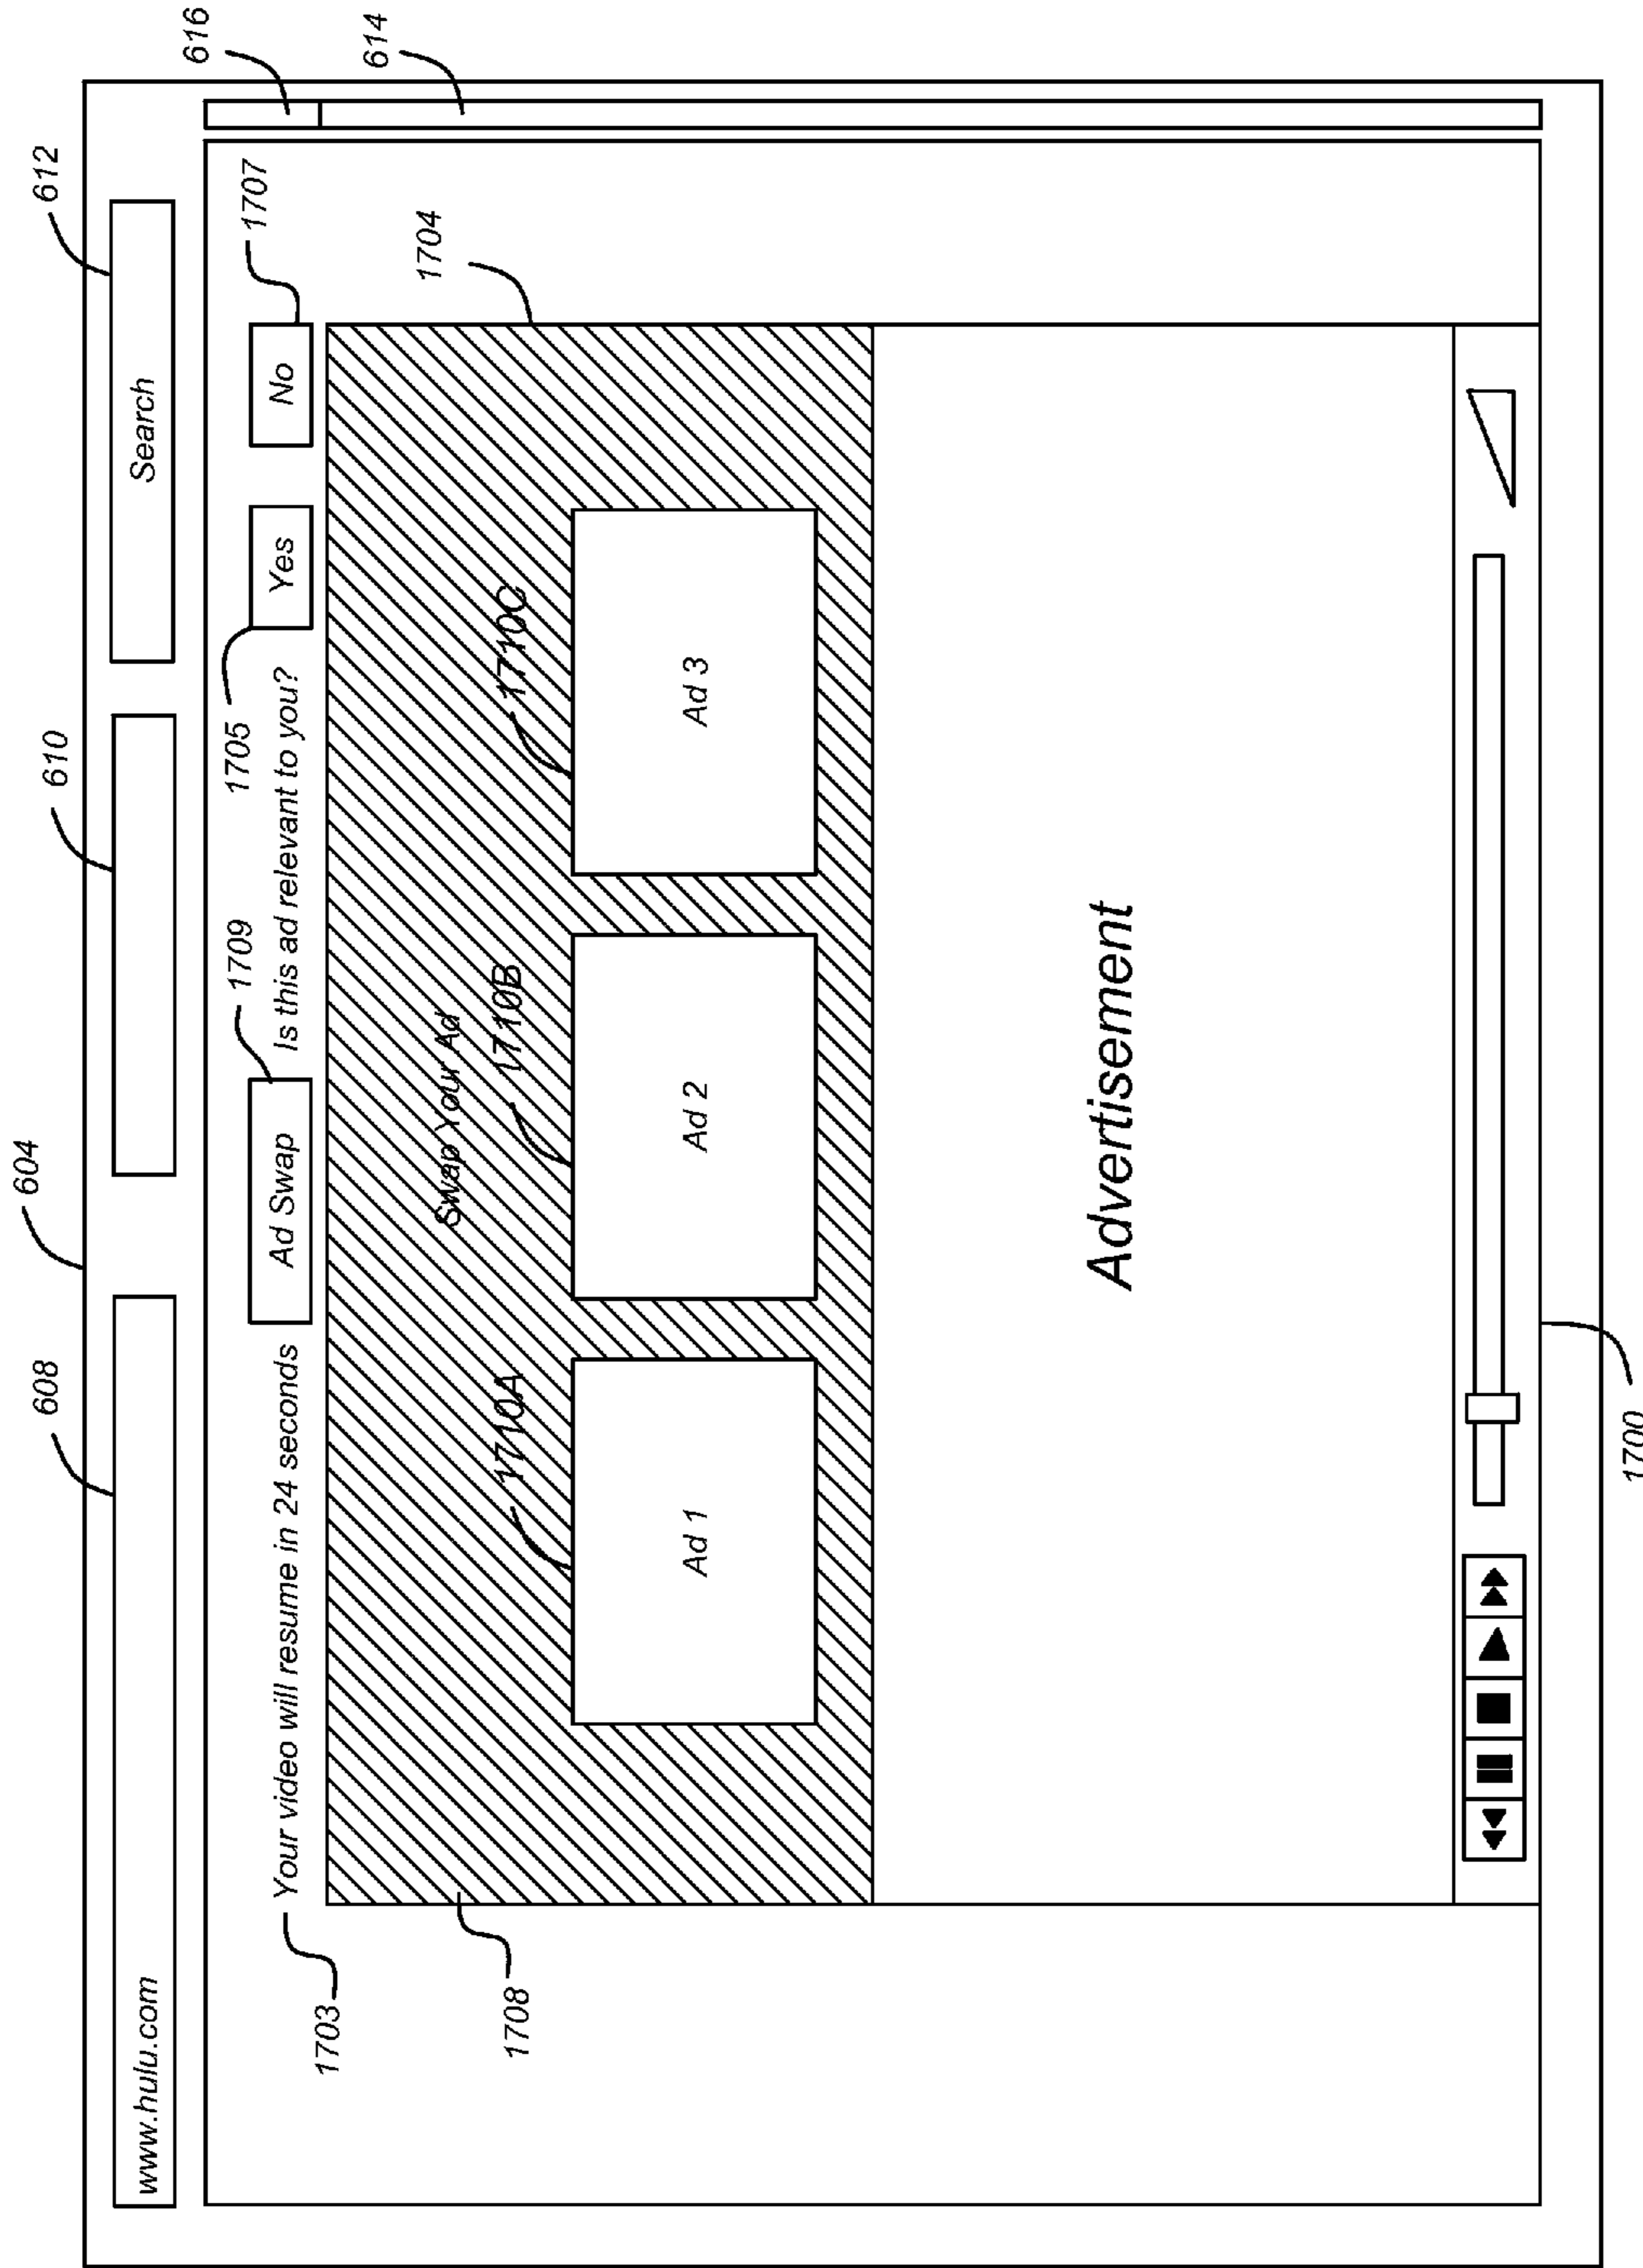 604
608
610
612
www.hulu.com
Search
616
614
1703
Your video will resume in 24 seconds
Ad Swap
1709
Is this ad relevant to you?
1705
Yes
No
1707
1704
1708
Swap Your Ad
1710A
1710B
1710C
Ad 1
Ad 2
Ad 3
Advertisement
1700